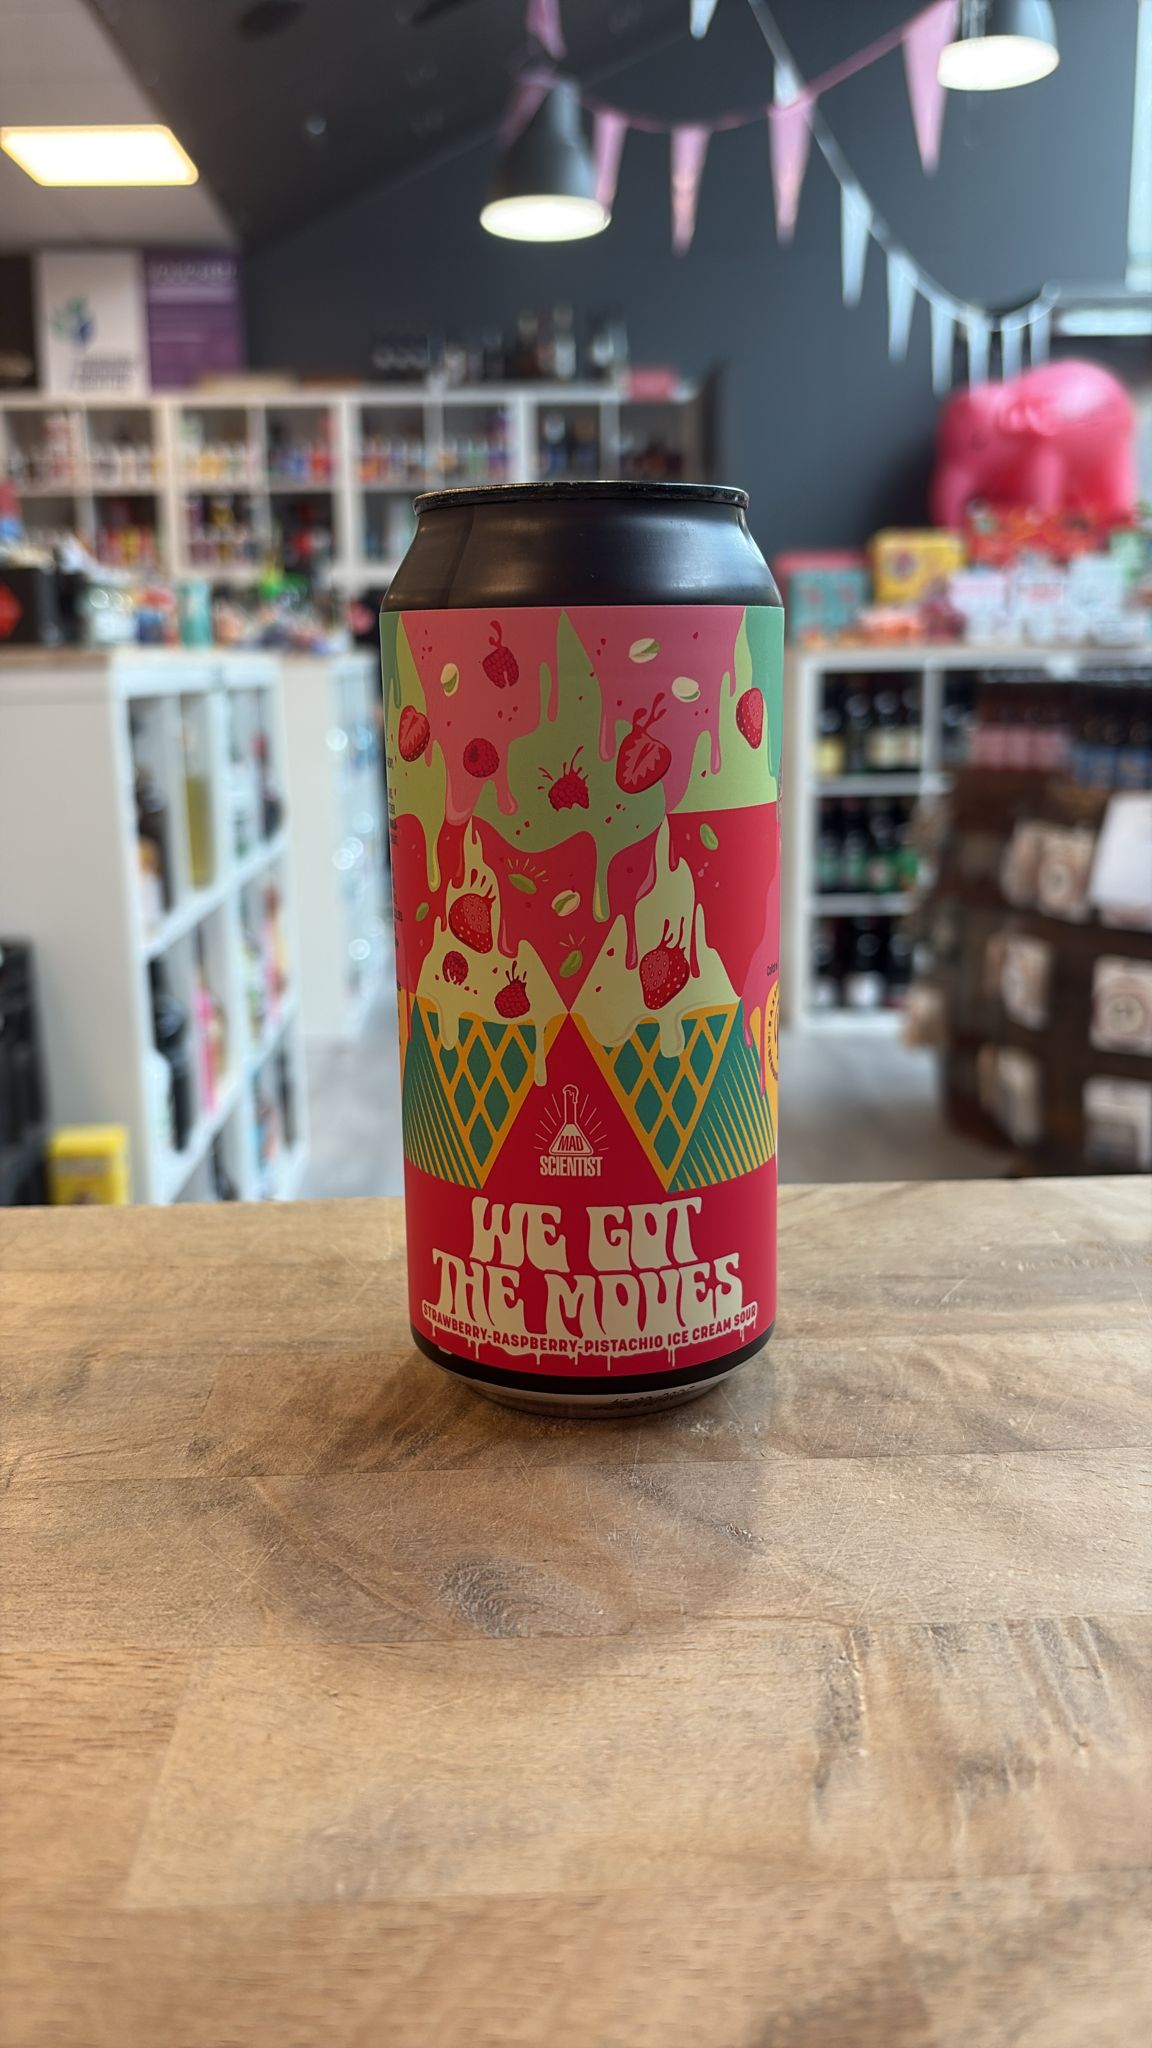 MAD
SCIENTIST
WE GOT
THE MOVES
STRAWBERRY-RASPBERRY-PISTACHIO ICE CREAM SOUR